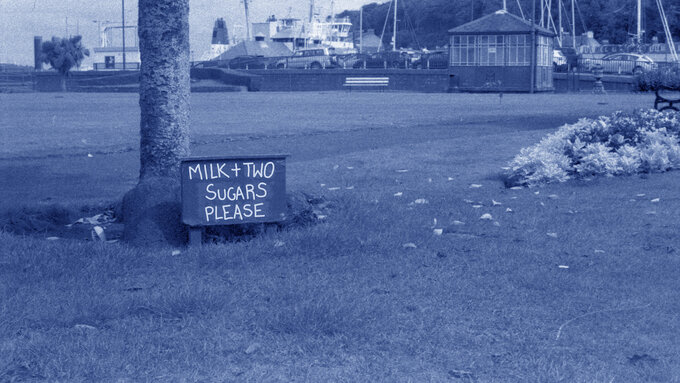 MILK + TWO
SUGARS
PLEASE